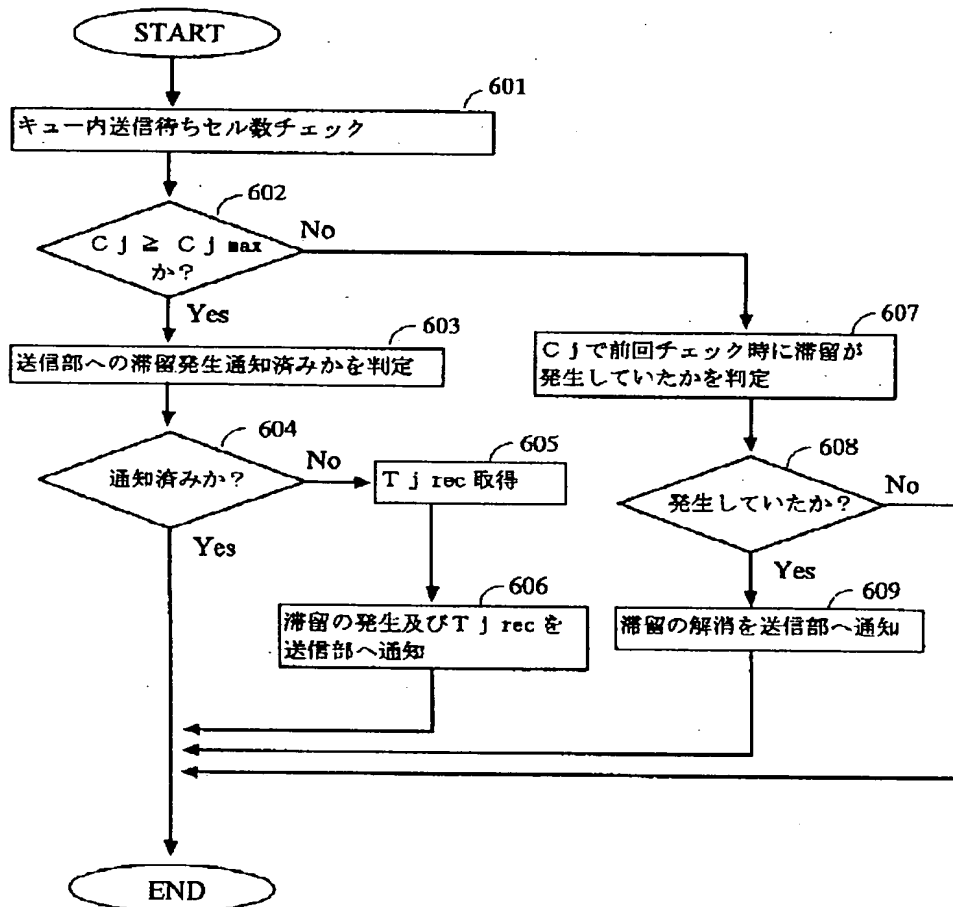 START
601
キュー内送信待ちセル数チェック
602
Cj ≧ Cjmax
か?
No
Yes
603
送信部への滞留発生通知済みかを判定
604
通知済みか?
No
Yes
605
Tj rec 取得
606
滞留の発生及びTj rec を
送信部へ通知
607
Cjで前回チェック時に滞留が
発生していたかを判定
608
発生していたか?
No
Yes
609
滞留の解消を送信部へ通知
END